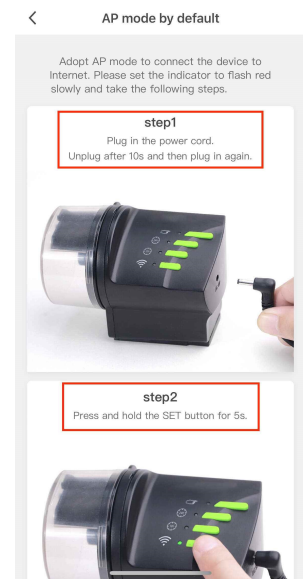 AP mode by default
Adopt AP mode to connect the device to
Internet. Please set the indicator to flash red
slowly and take the following steps.
step1
Plug in the power cord.
Unplug after 10s and then plug in again.
step2
Press and hold the SET button for 5s.